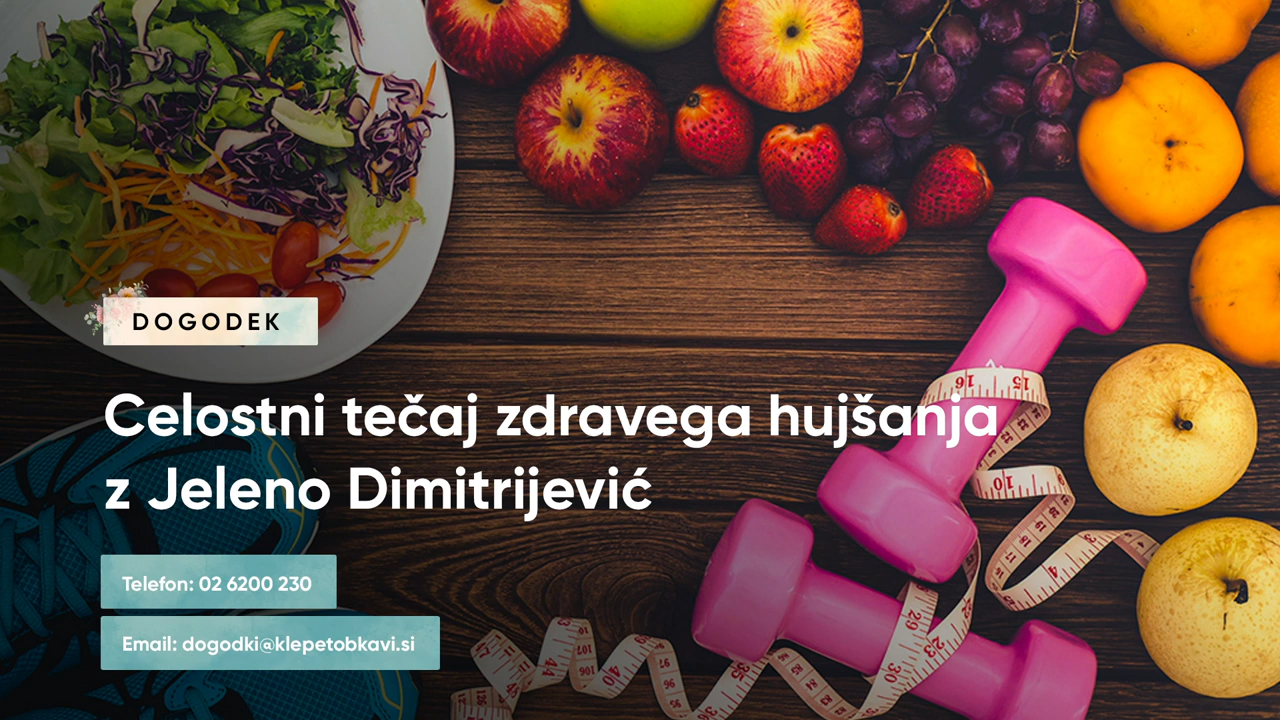 DOGODEK
Celostni tečaj zdravega hujšanja
z Jeleno Dimitrijević
Telefon: 02 6200 230
Email: dogodki@klepetobkavi.si